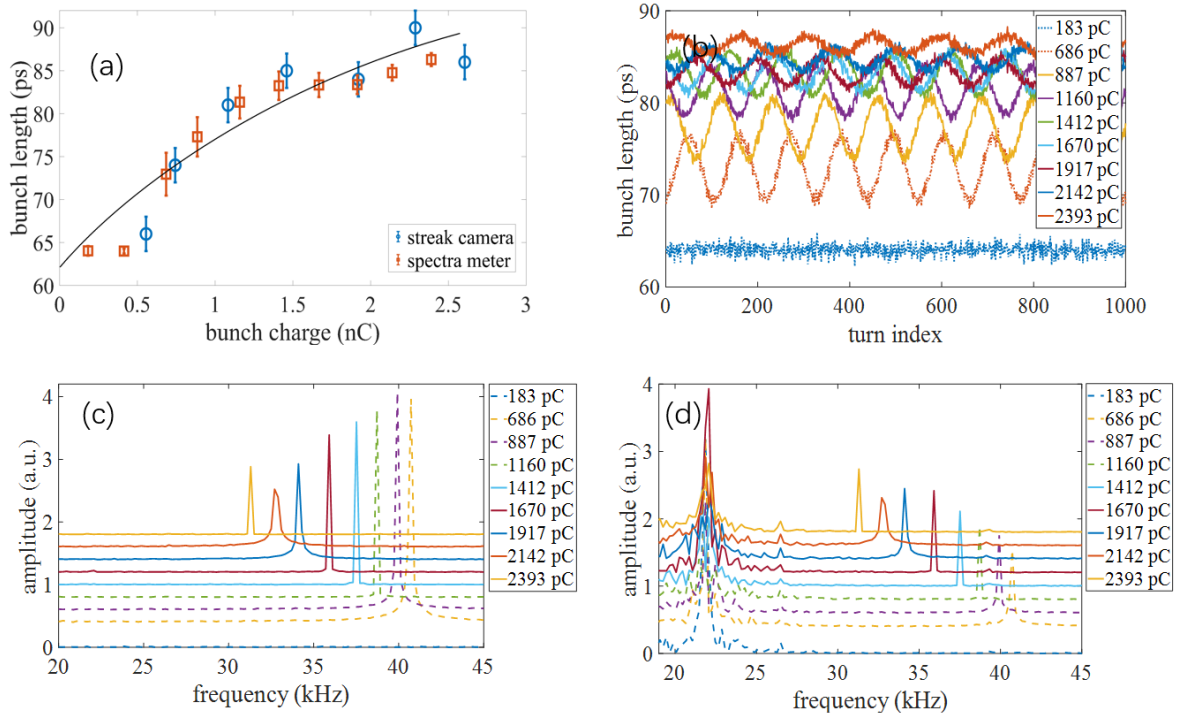 (a)
90
85
80
75
70
65
60
bunch length (ps)
0 0.5 1 1.5 2 2.5 3
bunch charge (nC)
streak camera
spectra meter
(b)
90
80
70
60
bunch length (ps)
0 200 400 600 800 1000
turn index
183 pC
686 pC
887 pC
1160 pC
1412 pC
1670 pC
1917 pC
2142 pC
2393 pC
(c)
4
3
2
1
0
amplitude (a.u.)
20 25 30 35 40 45
frequency (kHz)
183 pC
686 pC
887 pC
1160 pC
1412 pC
1670 pC
1917 pC
2142 pC
2393 pC
(d)
4
3
2
1
0
amplitude (a.u.)
20 25 30 35 40 45
frequency (kHz)
183 pC
686 pC
887 pC
1160 pC
1412 pC
1670 pC
1917 pC
2142 pC
2393 pC